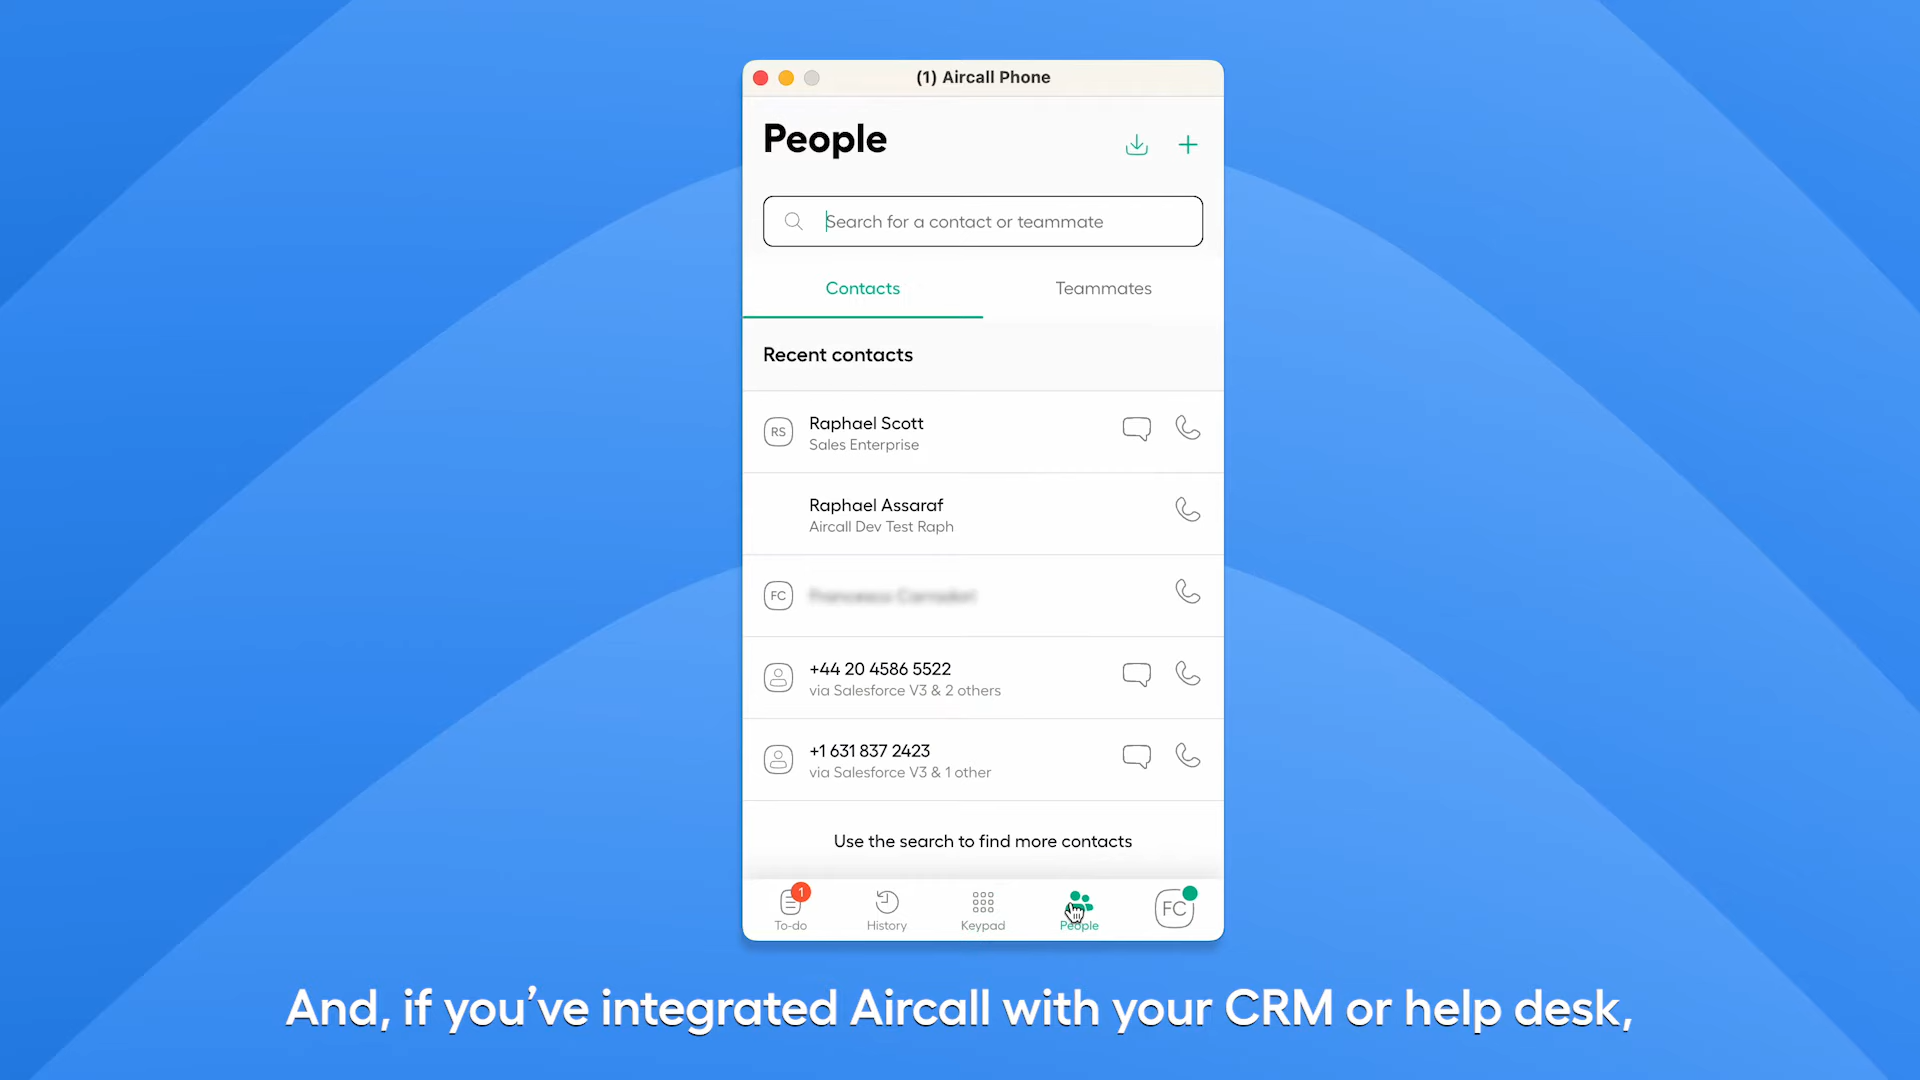 (1) Aircall Phone
People
Search for a contact or teammate
Contacts
Teammates
Recent contacts
RS
Raphael Scott
Sales Enterprise
Raphael Assaraf
Aircall Dev Test Raph
FC
+44 20 4586 5522
via Salesforce V3 & 2 others
+1 631 837 2423
via Salesforce V3 & 1 other
Use the search to find more contacts
1
To-do
History
Keypad
People
FC
And, if you’ve integrated Aircall with your CRM or help desk,